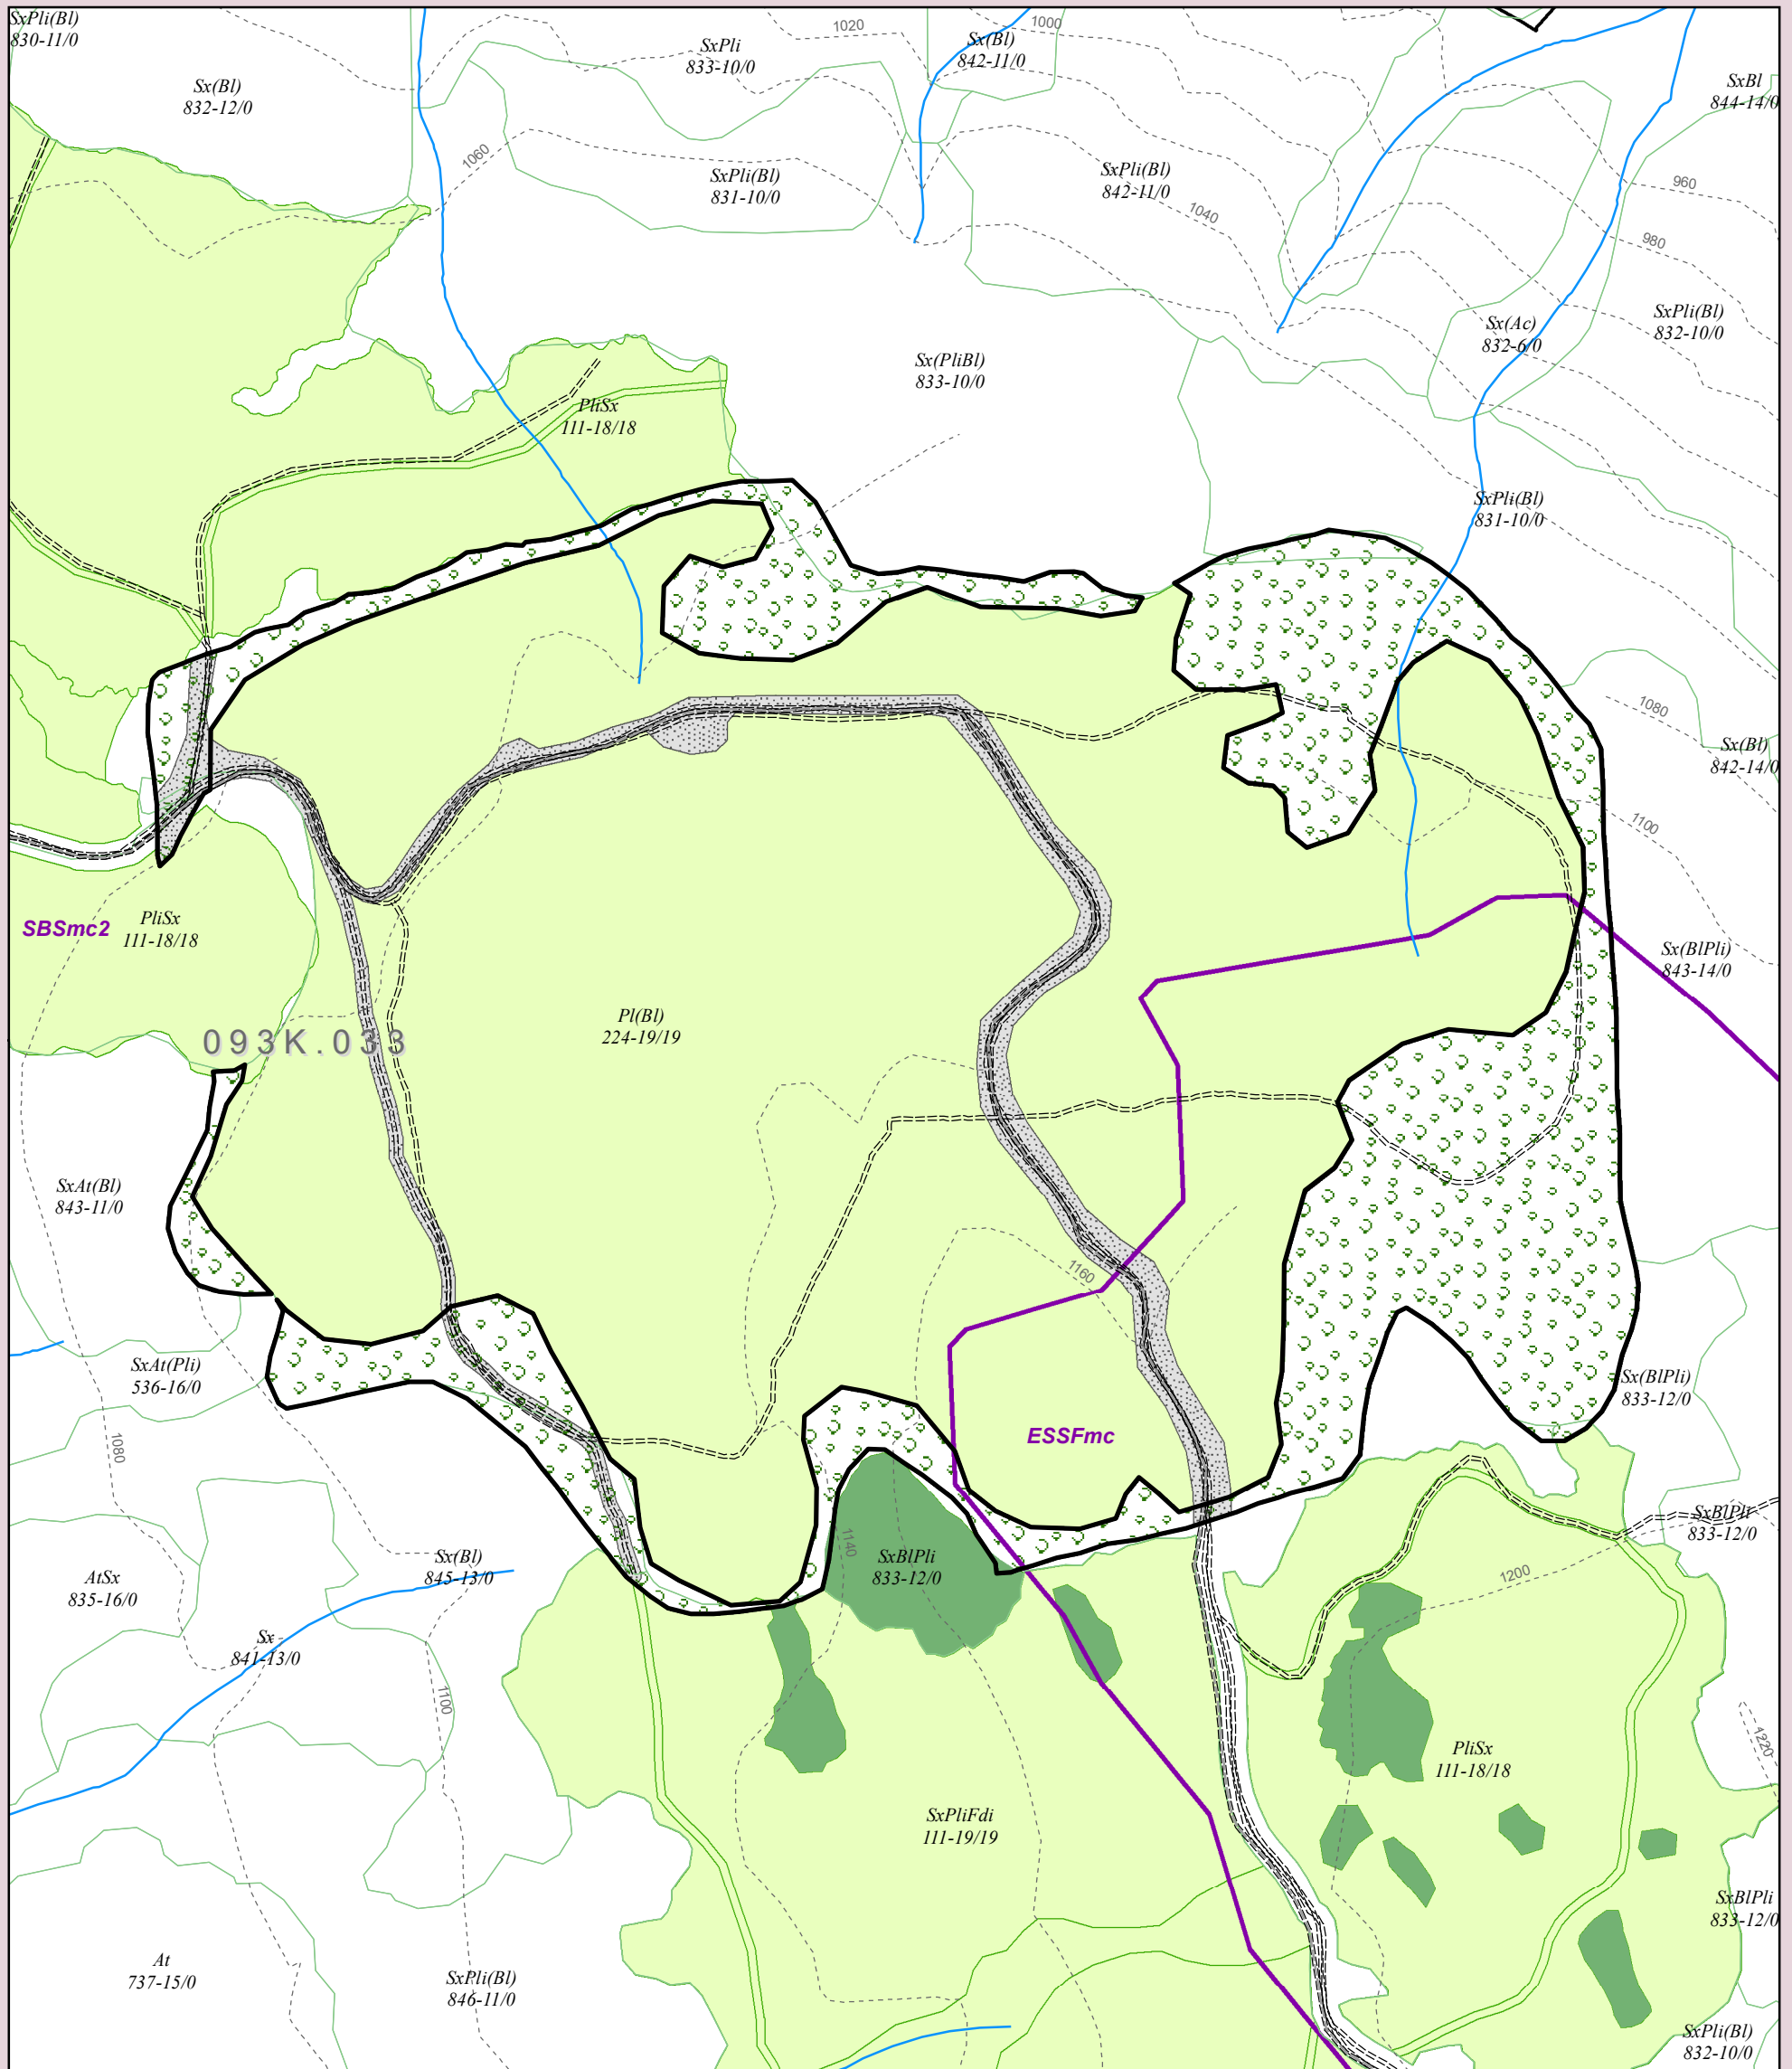 SxPli(Bl)
830-11/0
Sx(Bl)
832-12/0
SxPli
833-10/0
1020
Sx(Bl)
842-11/0
1000
SxBl
844-14/0
1060
SxPli(Bl)
831-10/0
SxPli(Bl)
842-11/0
1040
960
980
Sx(PliBl)
833-10/0
Sx(Ac)
832-6/0
SxPli(Bl)
832-10/0
PliSx
111-18/18
SxPli(Bl)
831-10/0
1080
Sx(Bl)
842-14/0
1100
SBSmc2
PliSx
111-18/18
Sx(BlPli)
843-14/0
Pl(Bl)
224-19/19
093K.033
SxAt(Bl)
843-11/0
1160
SxAt(Pli)
536-16/0
Sx(BlPli)
833-12/0
1080
ESSFmc
SxBlPli
833-12/0
1140
SxBlPli
833-12/0
Sx(Bl)
845-13/0
AtSx
835-16/0
1200
Sx
841-13/0
1100
1220
PliSx
111-18/18
SxPliFdi
111-19/19
SxBlPli
833-12/0
At
737-15/0
SxPli(Bl)
846-11/0
SxPli(Bl)
832-10/0